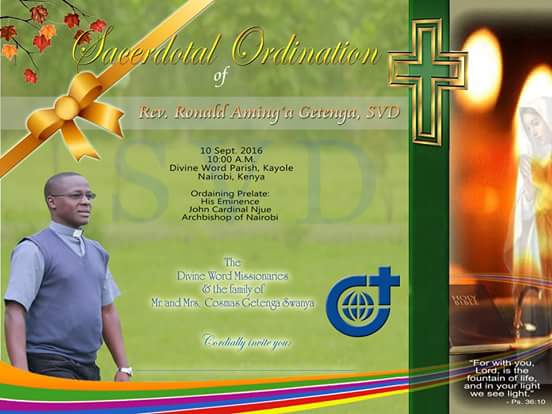 Sacerdotal Ordination
of
Rev. Ronald Aming'a Getenga, SVD
SVD
10 Sept. 2016
10:00 A.M.
Divine Word Parish, Kayole
Nairobi, Kenya
Ordaining Prelate:
His Eminence
John Cardinal Njue
Archbishop of Nairobi
The
Divine Word Missionaries
& the family of
Mr. and Mrs. Cosmas Getenga Swanya
Cordially invite you:
HOLY
BIBLE
"For with you,
Lord, is the
fountain of life,
and in your light
we see light."
- Ps. 36:10